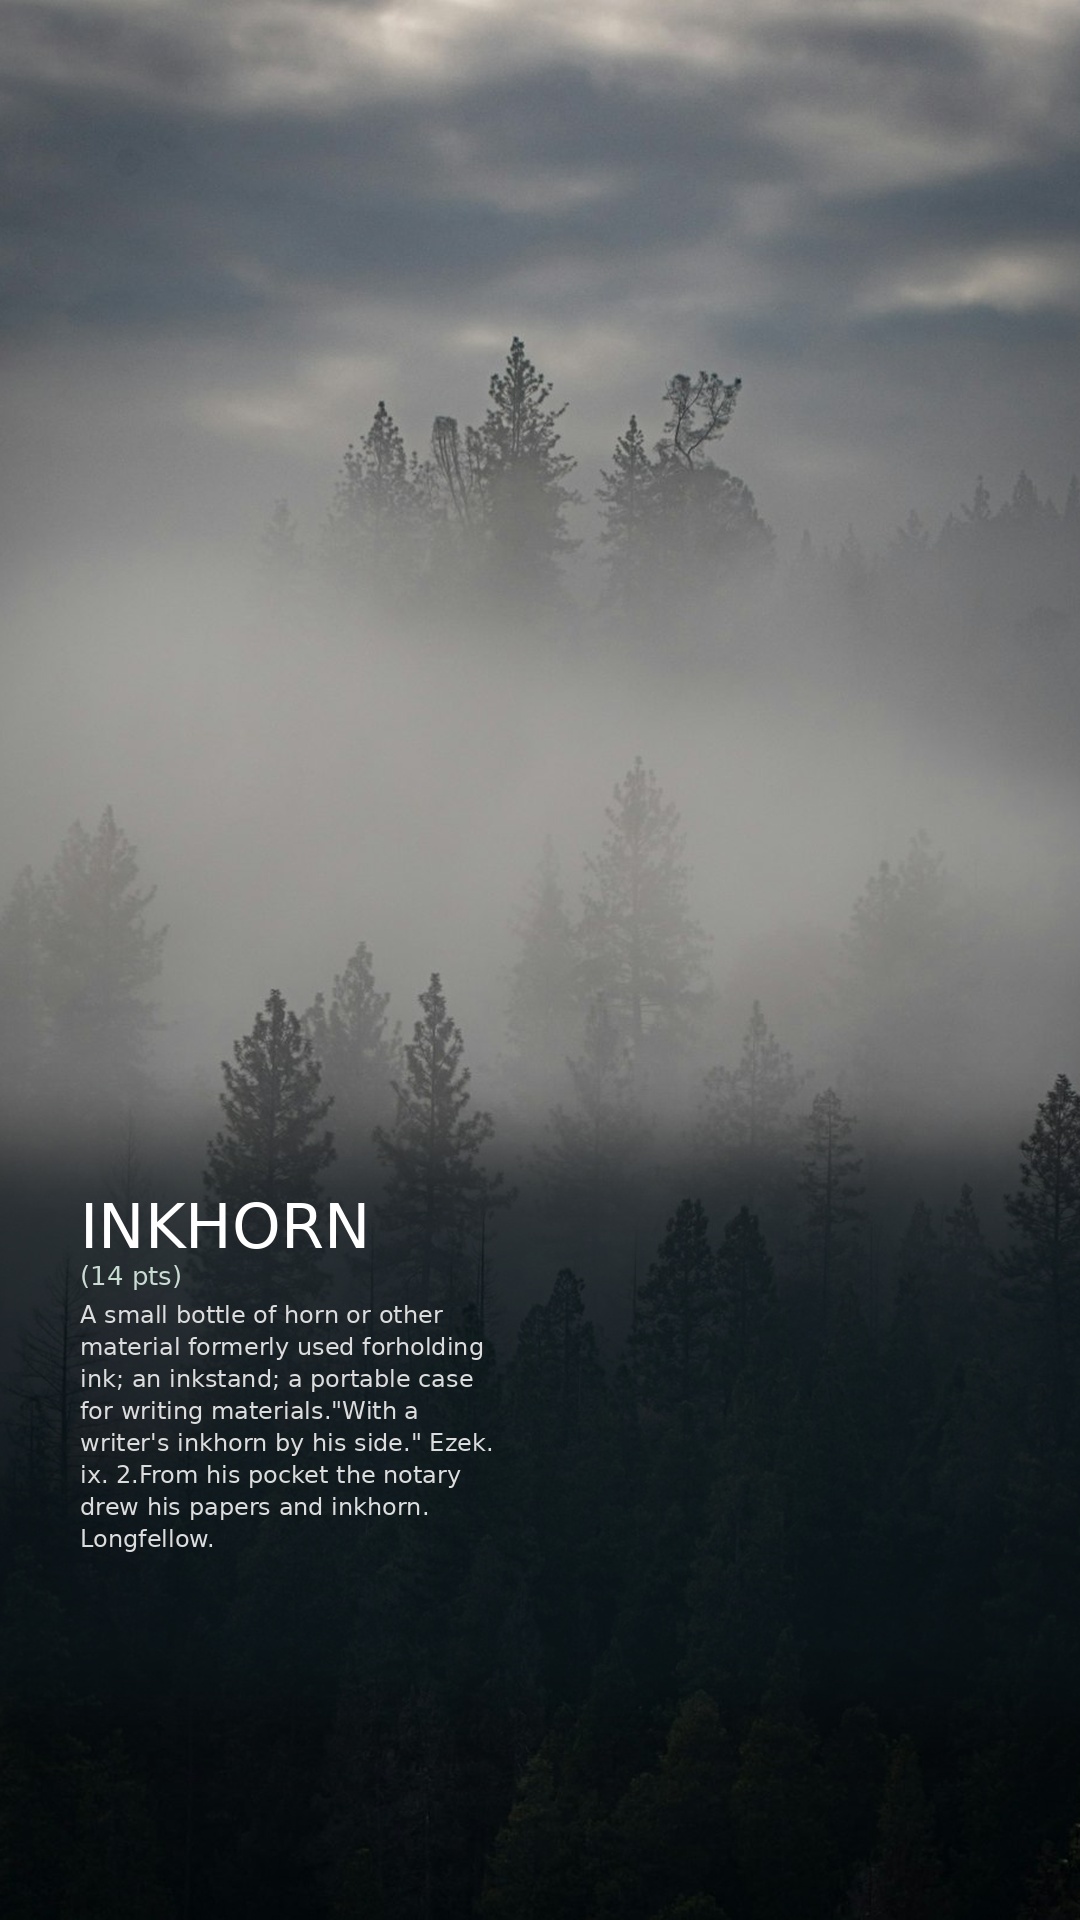 INKHORN
(14 pts)
A small bottle of horn or other
material formerly used forholding
ink; an inkstand; a portable case
for writing materials."With a
writer's inkhorn by his side." Ezek.
ix. 2.From his pocket the notary
drew his papers and inkhorn.
Longfellow.